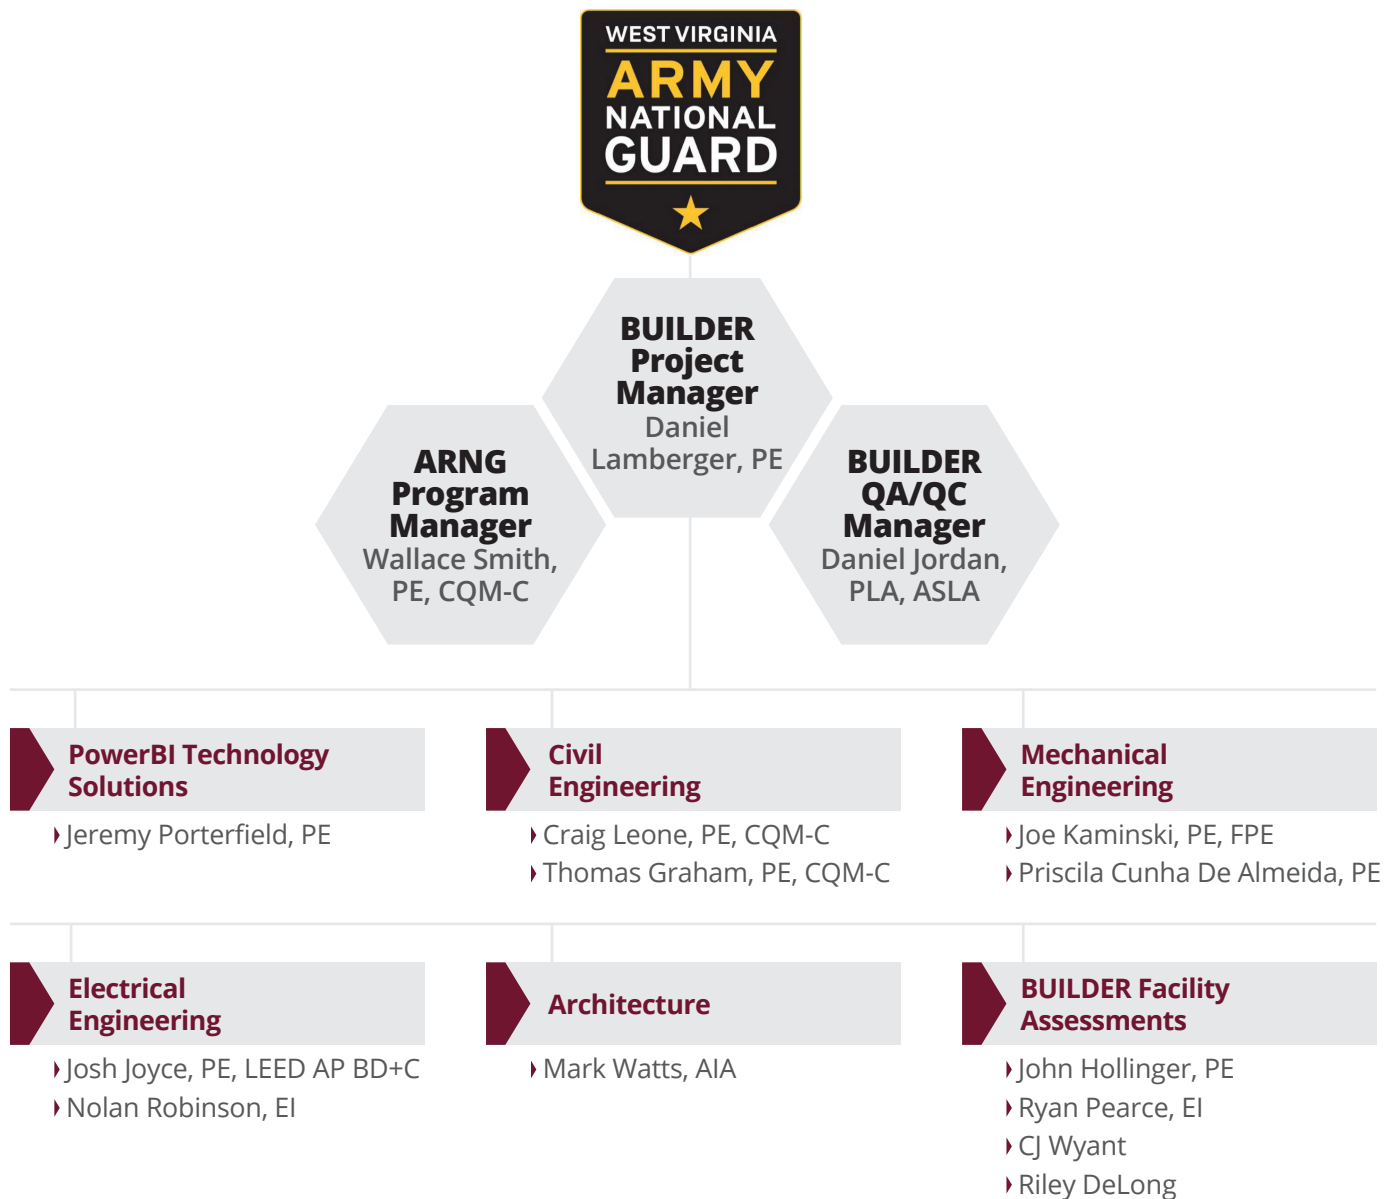 WEST VIRGINIA
ARMY
NATIONAL
GUARD
BUILDER
Project
Manager
Daniel
Lamberger, PE
ARNG
Program
Manager
Wallace Smith,
PE, CQM-C
BUILDER
QA/QC
Manager
Daniel Jordan,
PLA, ASLA
PowerBI Technology
Solutions
Jeremy Porterfield, PE
Civil
Engineering
Craig Leone, PE, CQM-C
Thomas Graham, PE, CQM-C
Mechanical
Engineering
Joe Kaminski, PE, FPE
Priscila Cunha De Almeida, PE
Electrical
Engineering
Josh Joyce, PE, LEED AP BD+C
Nolan Robinson, EI
Architecture
Mark Watts, AIA
BUILDER Facility
Assessments
John Hollinger, PE
Ryan Pearce, EI
CJ Wyant
Riley DeLong